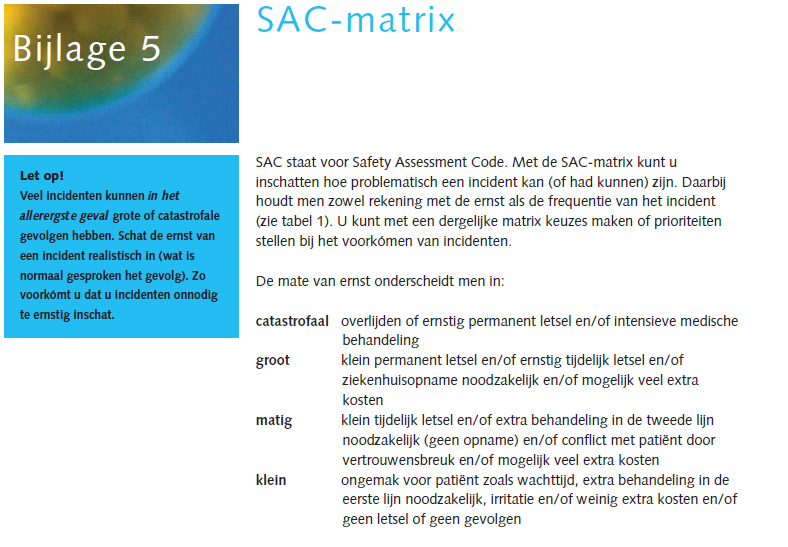 Bijlage 5
SAC-matrix
Let op!
Veel incidenten kunnen in het
allerergste geval grote of catastrofale
gevolgen hebben. Schat de ernst van
een incident realistisch in (wat is
normaal gesproken het gevolg). Zo
voorkómt u dat u incidenten onnodig
te ernstig inschat.
SAC staat voor Safety Assessment Code. Met de SAC-matrix kunt u
inschatten hoe problematisch een incident kan (of had kunnen) zijn. Daarbij
houdt men zowel rekening met de ernst als de frequentie van het incident
(zie tabel 1). U kunt met een dergelijke matrix keuzes maken of prioriteiten
stellen bij het voorkómen van incidenten.
De mate van ernst onderscheidt men in:
catastrofaal overlijden of ernstig permanent letsel en/of intensieve medische
behandeling
groot klein permanent letsel en/of ernstig tijdelijk letsel en/of
ziekenhuisopname noodzakelijk en/of mogelijk veel extra
kosten
matig klein tijdelijk letsel en/of extra behandeling in de tweede lijn
noodzakelijk (geen opname) en/of conflict met patiënt door
vertrouwensbreuk en/of mogelijk veel extra kosten
klein ongemak voor patiënt zoals wachttijd, extra behandeling in de
eerste lijn noodzakelijk, irritatie en/of weinig extra kosten en/of
geen letsel of geen gevolgen